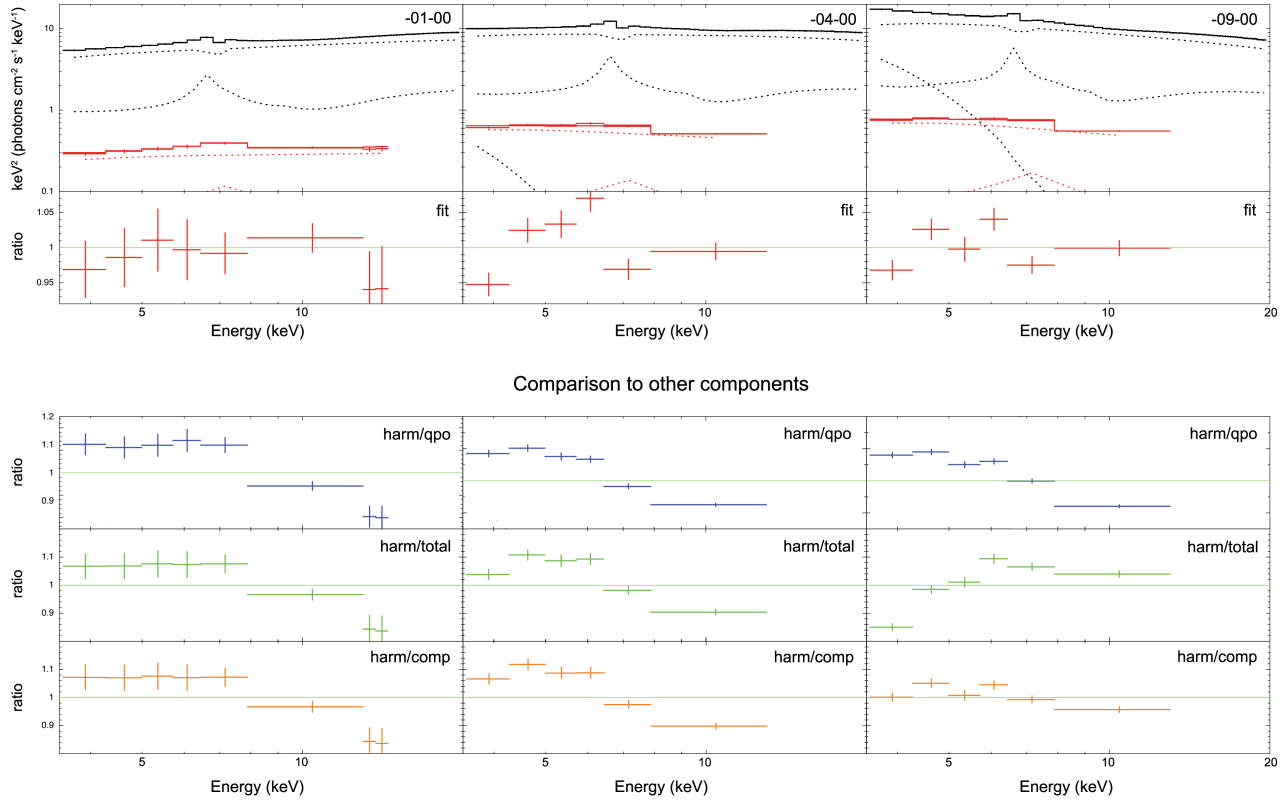 -01-00 -04-00 -09-00
keV² (photons cm⁻² s⁻¹ keV⁻¹)
10
1
0.1
fit fit fit
ratio
1.05
1
0.95
5 10 5 10 5 10 20
Energy (keV) Energy (keV) Energy (keV)
Comparison to other components
harm/qpo harm/qpo harm/qpo
ratio
1.2
1.1
1
0.9
harm/total harm/total harm/total
ratio
1.1
1
0.9
harm/comp harm/comp harm/comp
ratio
1.1
1
0.9
5 10 5 10 5 10 20
Energy (keV) Energy (keV) Energy (keV)